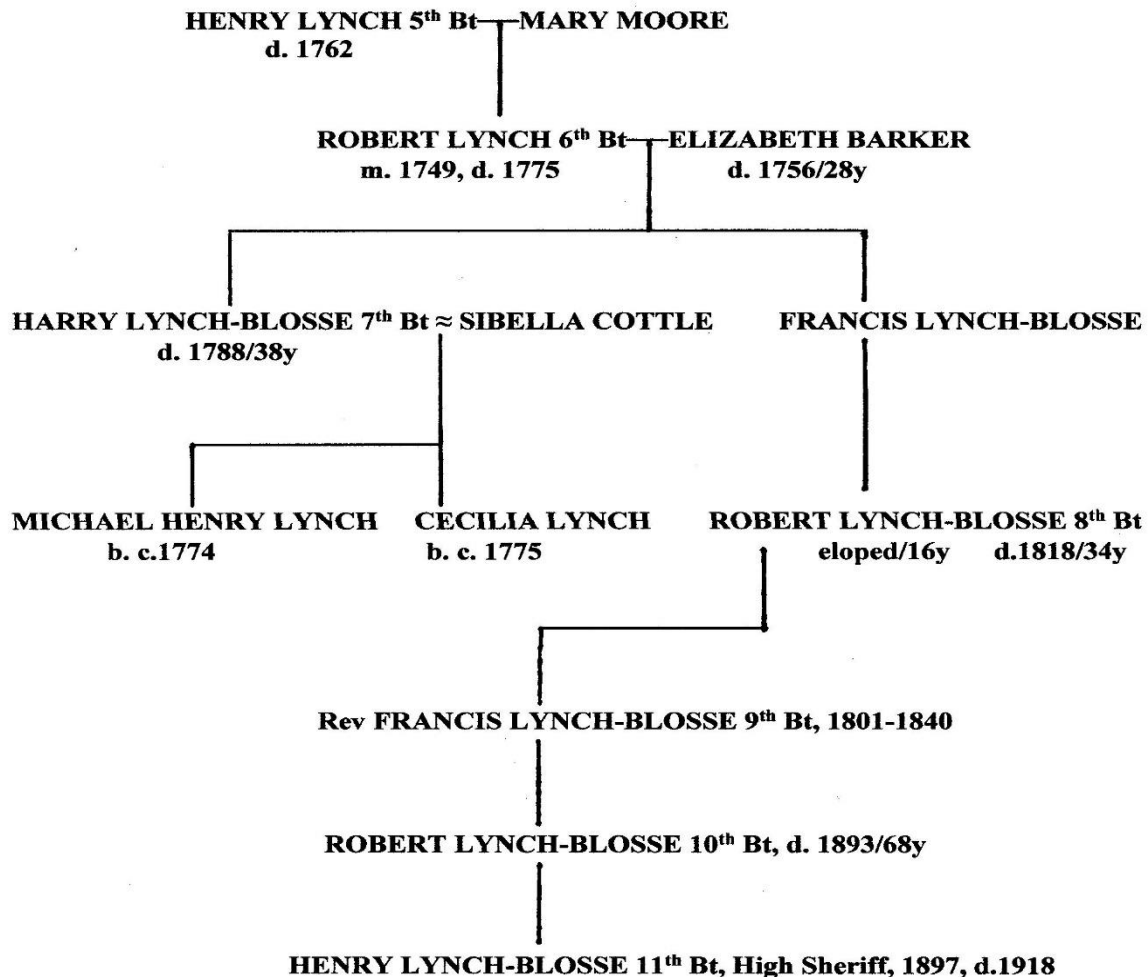 HENRY LYNCH 5th Bt MARY MOORE
d. 1762
ROBERT LYNCH 6th Bt ELIZABETH BARKER
m. 1749, d. 1775 d. 1756/28y
HARRY LYNCH-BLOSSE 7th Bt ≈ SIBELLA COTTLE FRANCIS LYNCH-BLOSSE
d. 1788/38y
MICHAEL HENRY LYNCH CECILIA LYNCH ROBERT LYNCH-BLOSSE 8th Bt
b. c.1774 b. c. 1775 eloped/16y d.1818/34y
Rev FRANCIS LYNCH-BLOSSE 9th Bt, 1801-1840
ROBERT LYNCH-BLOSSE 10th Bt, d. 1893/68y
HENRY LYNCH-BLOSSE 11th Bt, High Sheriff, 1897, d.1918